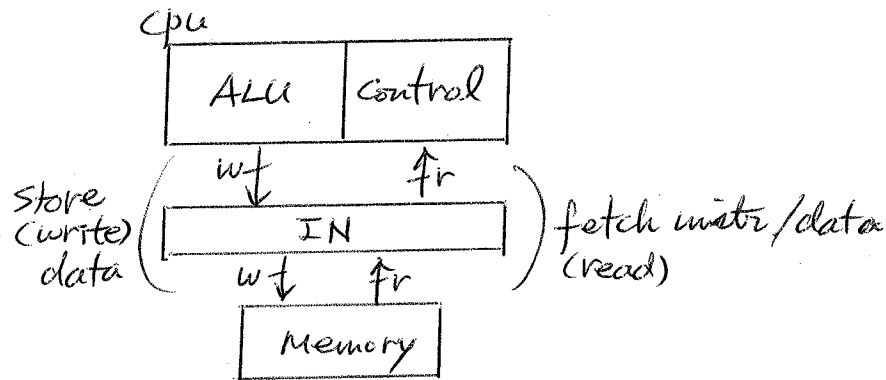 CPU
ALU Control
w r
store
(write)
data
IN
fetch instr/data
(read)
w r
Memory